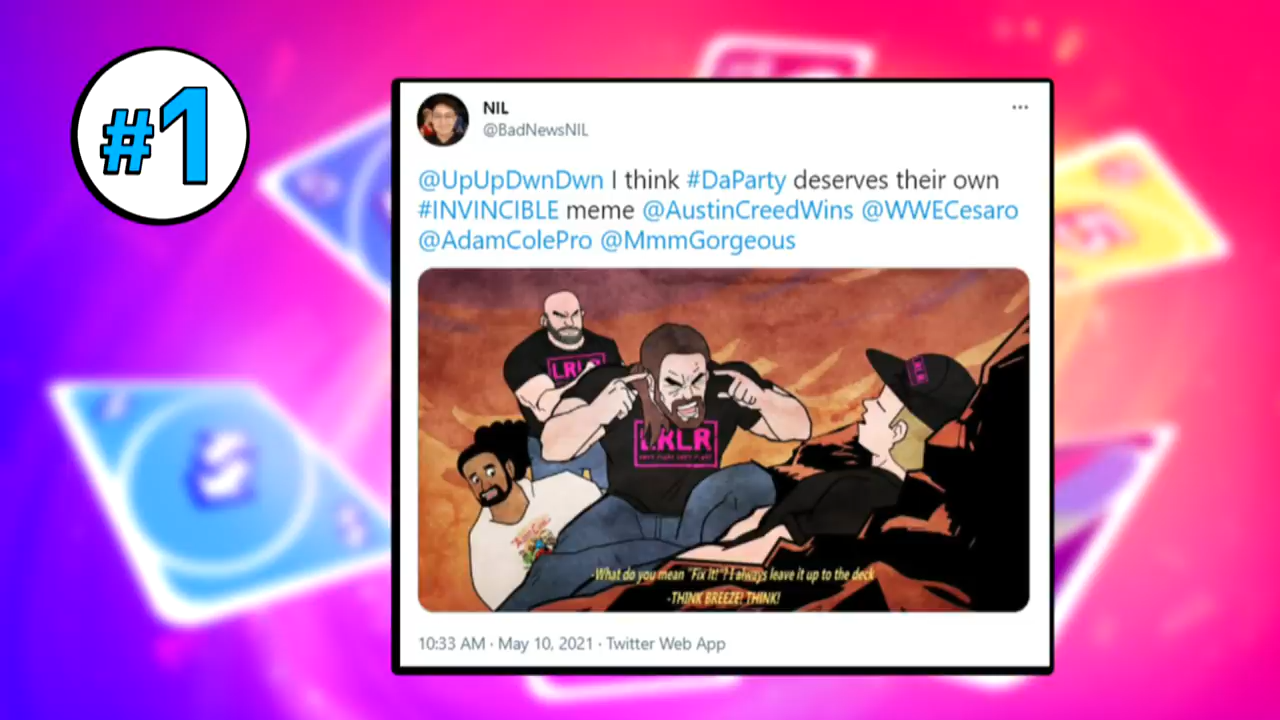 #1
NIL
@BadNewsNIL
@UpUpDwnDwn I think #DaParty deserves their own
#INVINCIBLE meme @AustinCreedWins @WWECesaro
@AdamColePro @MmmGorgeous
LRLR
LRLR
LRLR
-What do you mean "Fix it!"? I always leave it up to the deck
-THINK BREEZE! THINK!
10:33 AM · May 10, 2021 · Twitter Web App